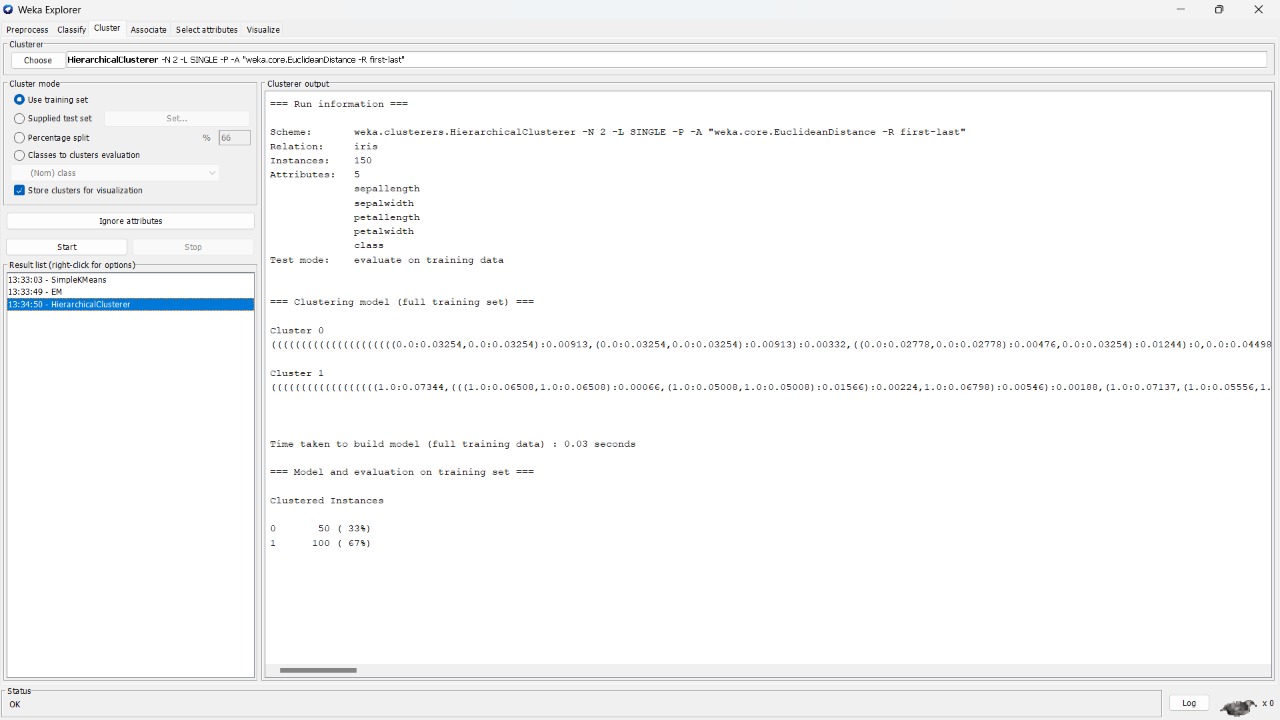 Weka Explorer
Preprocess Classify Cluster Associate Select attributes Visualize
Clusterer
Choose HierarchicalClusterer -N 2 -L SINGLE -P -A "weka.core.EuclideanDistance -R first-last"
Cluster mode
Use training set
Supplied test set Set...
Percentage split % 66
Classes to clusters evaluation
(Nom) class
Store clusters for visualization
Ignore attributes
Start Stop
Result list (right-click for options)
13:33:03 - SimpleKMeans
13:33:49 - EM
13:34:50 - HierarchicalClusterer
Clusterer output
=== Run information ===
Scheme: weka.clusterers.HierarchicalClusterer -N 2 -L SINGLE -P -A "weka.core.EuclideanDistance -R first-last"
Relation: iris
Instances: 150
Attributes: 5
sepallength
sepalwidth
petallength
petalwidth
class
Test mode: evaluate on training data
=== Clustering model (full training set) ===
Cluster 0
((((((((((((((((((((((0.0:0.03254,0.0:0.03254):0.00913,(0.0:0.03254,0.0:0.03254):0.00913):0.00332,((0.0:0.02778,0.0:0.02778):0.00476,0.0:0.03254):0.01244):0,0.0:0.04498
Cluster 1
((((((((((((((((((1.0:0.07344,(((1.0:0.06508,1.0:0.06508):0.00066,(1.0:0.05008,1.0:0.05008):0.01566):0.00224,1.0:0.06798):0.00546):0.00188,(1.0:0.07137,(1.0:0.05556,1.
Time taken to build model (full training data) : 0.03 seconds
=== Model and evaluation on training set ===
Clustered Instances
0 50 ( 33%)
1 100 ( 67%)
Status
OK
Log x 0